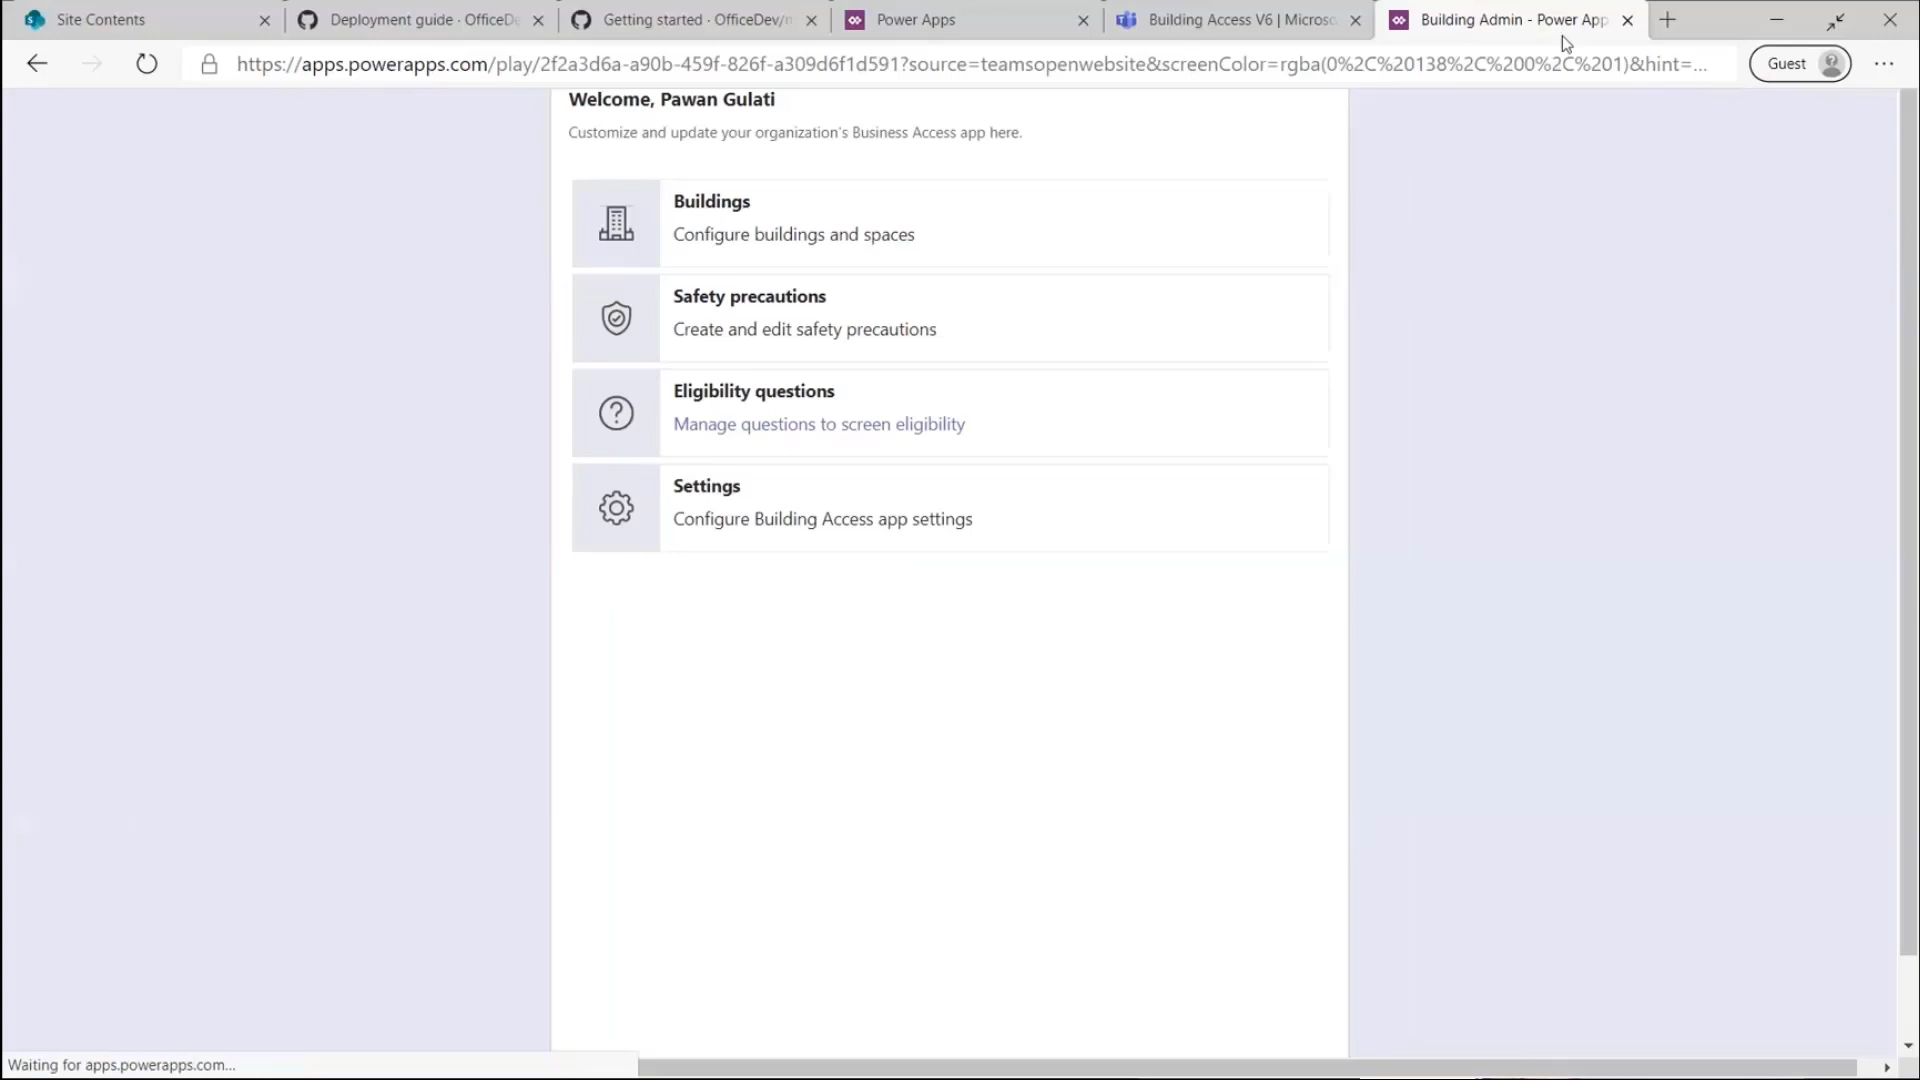 Site Contents
Deployment guide · OfficeDe
Getting started · OfficeDev/m
Power Apps
Building Access V6 | Microso
Building Admin - Power App
https://apps.powerapps.com/play/2f2a3d6a-a90b-459f-826f-a309d6f1d591?source=teamsopenwebsite&screenColor=rgba(0%2C%20138%2C%200%2C%201)&hint=...
Guest
Welcome, Pawan Gulati
Customize and update your organization's Business Access app here.
Buildings
Configure buildings and spaces
Safety precautions
Create and edit safety precautions
Eligibility questions
Manage questions to screen eligibility
Settings
Configure Building Access app settings
Waiting for apps.powerapps.com...